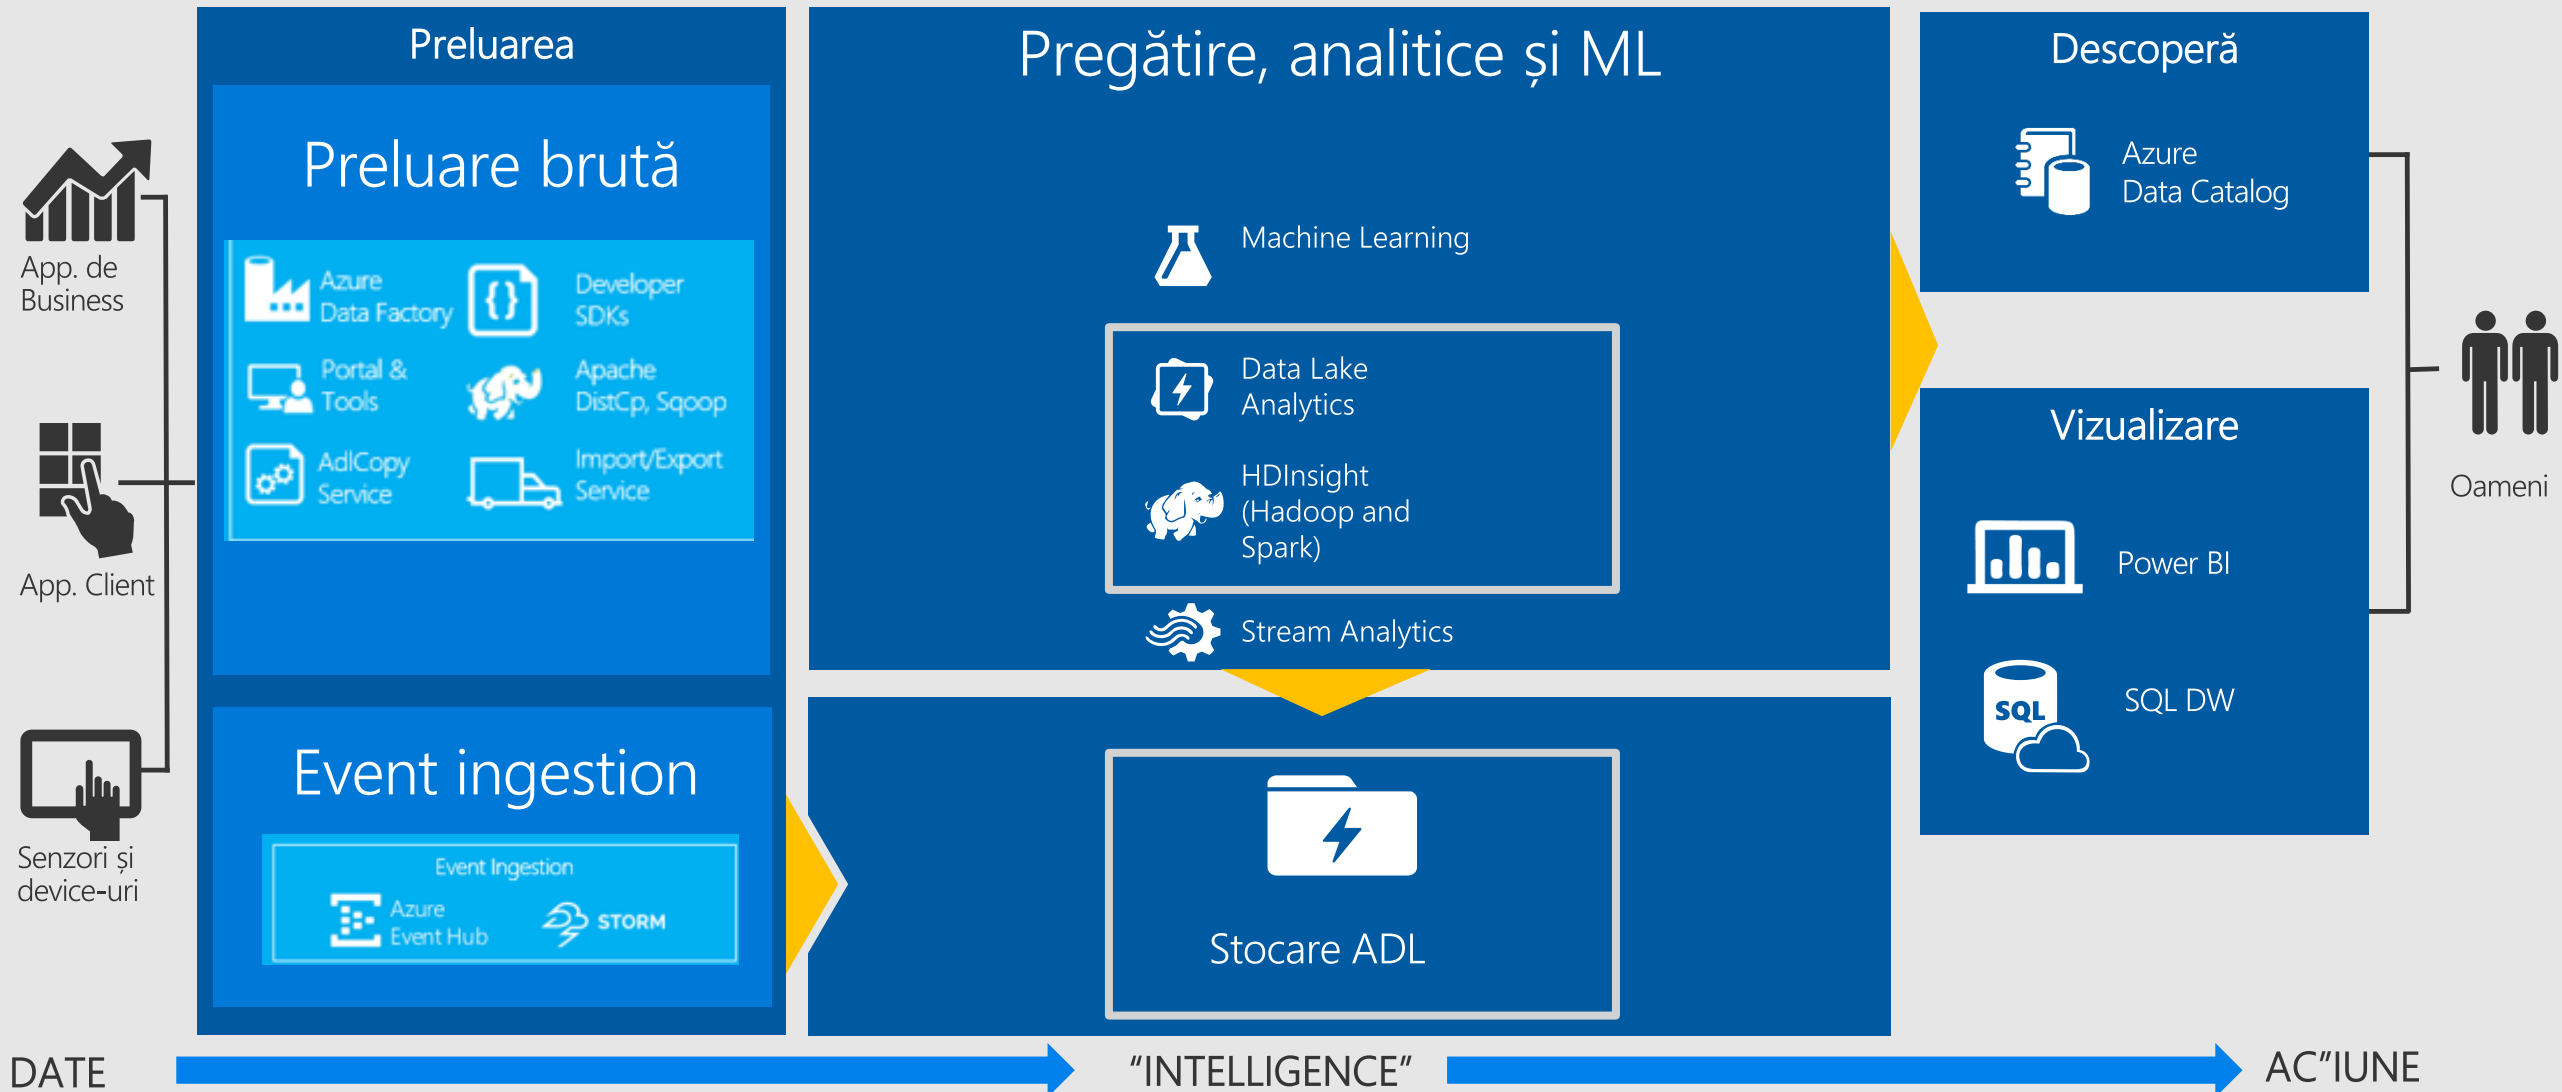 App. de
Business
App. Client
Senzori și
device-uri
Preluarea
Preluare brută
Azure
Data Factory
Developer
SDKs
Portal &
Tools
Apache
DistCp, Sqoop
AdlCopy
Service
Import/Export
Service
Event ingestion
Event Ingestion
Azure
Event Hub
STORM
Pregătire, analitice și ML
Machine Learning
Data Lake
Analytics
HDInsight
(Hadoop and
Spark)
Stream Analytics
Stocare ADL
Descoperă
Azure
Data Catalog
Vizualizare
Power BI
SQL
SQL DW
Oameni
DATE
"INTELLIGENCE"
AC"IUNE